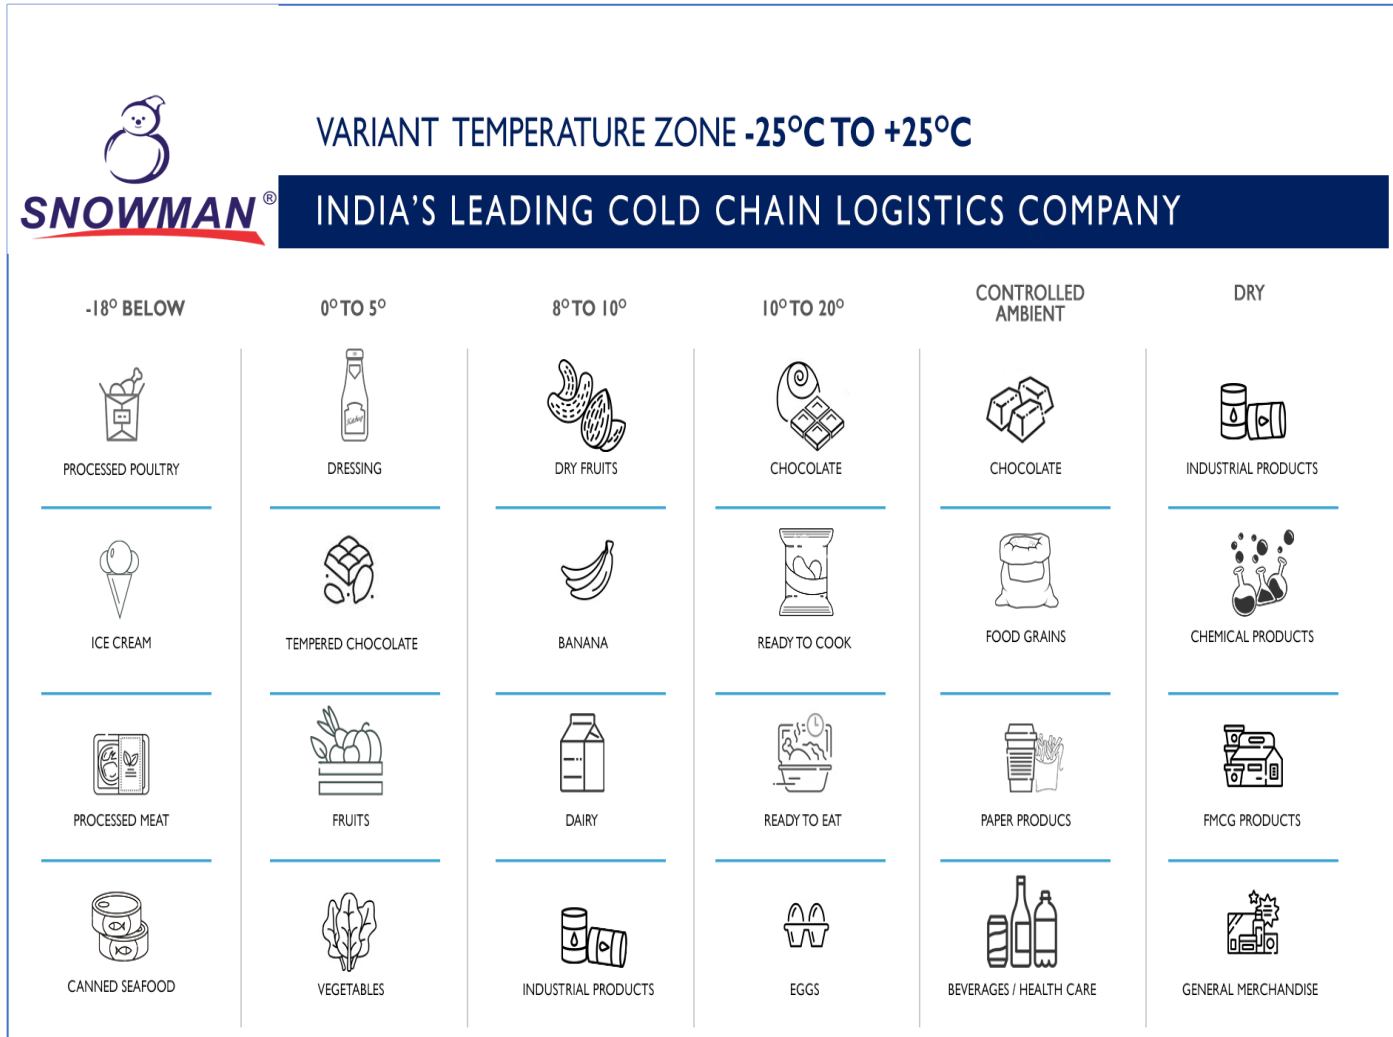 VARIANT TEMPERATURE ZONE -25°C TO +25°C
SNOWMAN®
INDIA'S LEADING COLD CHAIN LOGISTICS COMPANY
-18° BELOW
0° TO 5°
8° TO 10°
10° TO 20°
CONTROLLED
AMBIENT
DRY
Ketchup
PROCESSED POULTRY
DRESSING
DRY FRUITS
CHOCOLATE
CHOCOLATE
INDUSTRIAL PRODUCTS
ICE CREAM
TEMPERED CHOCOLATE
BANANA
READY TO COOK
FOOD GRAINS
CHEMICAL PRODUCTS
PROCESSED MEAT
FRUITS
DAIRY
READY TO EAT
PAPER PRODUCS
FMCG PRODUCTS
CANNED SEAFOOD
VEGETABLES
INDUSTRIAL PRODUCTS
EGGS
BEVERAGES / HEALTH CARE
GENERAL MERCHANDISE